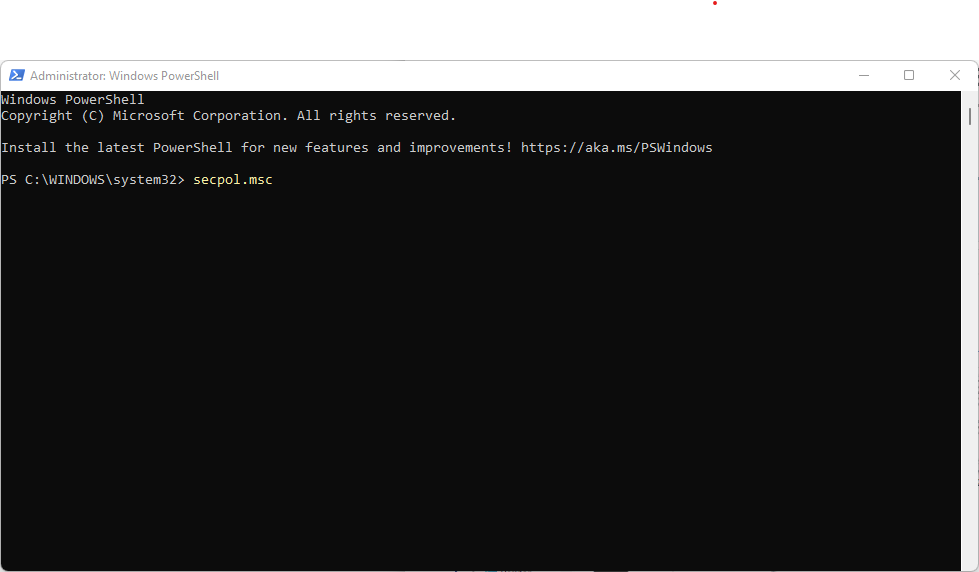 Administrator: Windows PowerShell
Windows PowerShell
Copyright (C) Microsoft Corporation. All rights reserved.
Install the latest PowerShell for new features and improvements! https://aka.ms/PSWindows
PS C:\WINDOWS\system32> secpol.msc